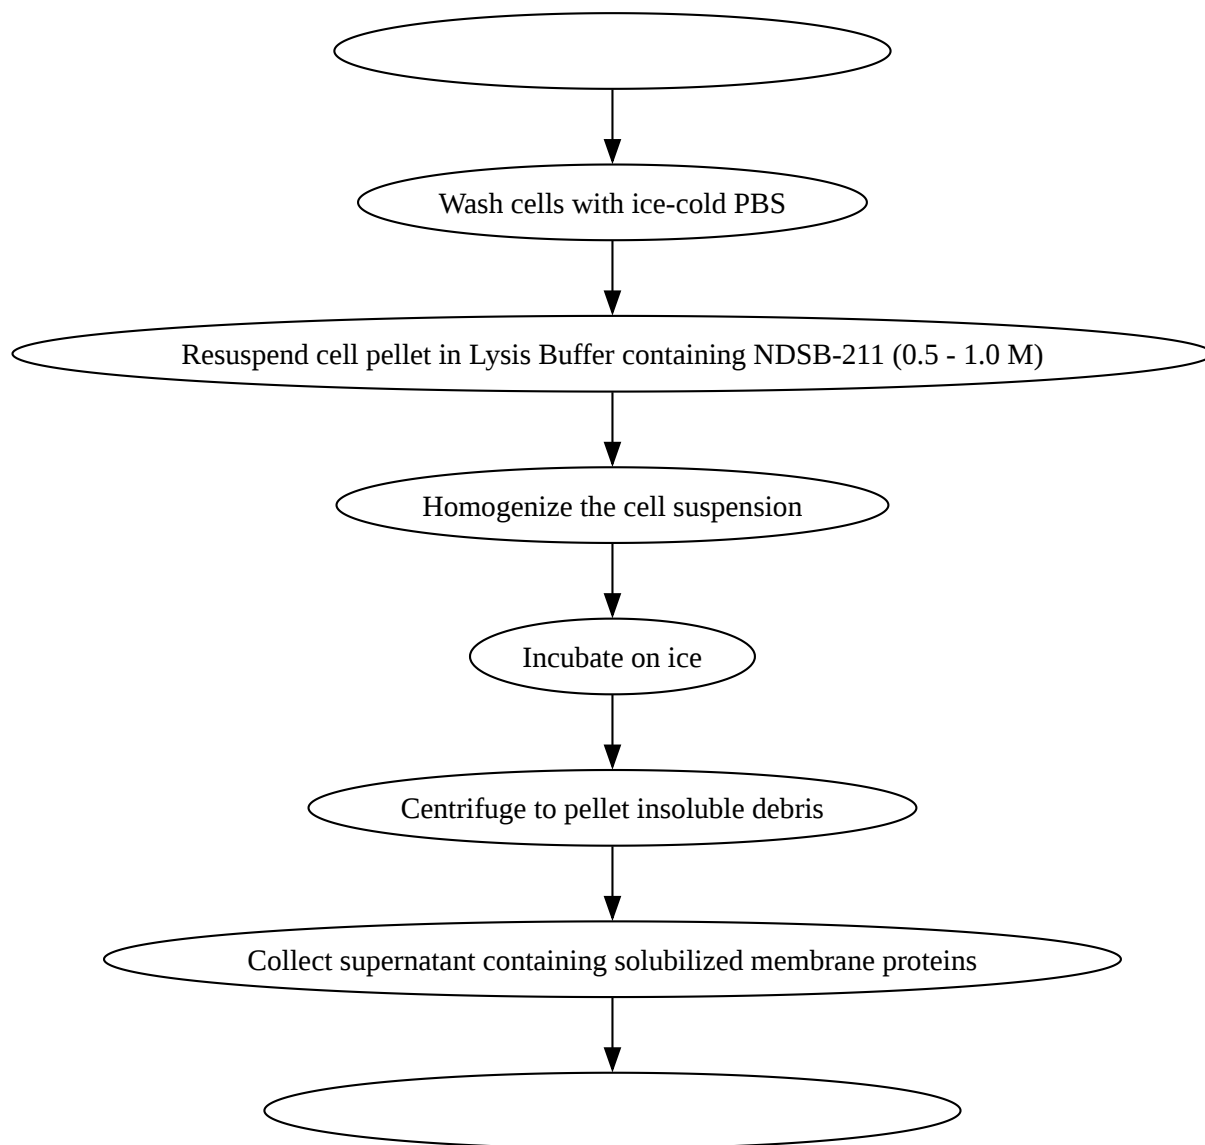 Wash cells with ice-cold PBS
Resuspend cell pellet in Lysis Buffer containing NDSB-211 (0.5 - 1.0 M)
Homogenize the cell suspension
Incubate on ice
Centrifuge to pellet insoluble debris
Collect supernatant containing solubilized membrane proteins